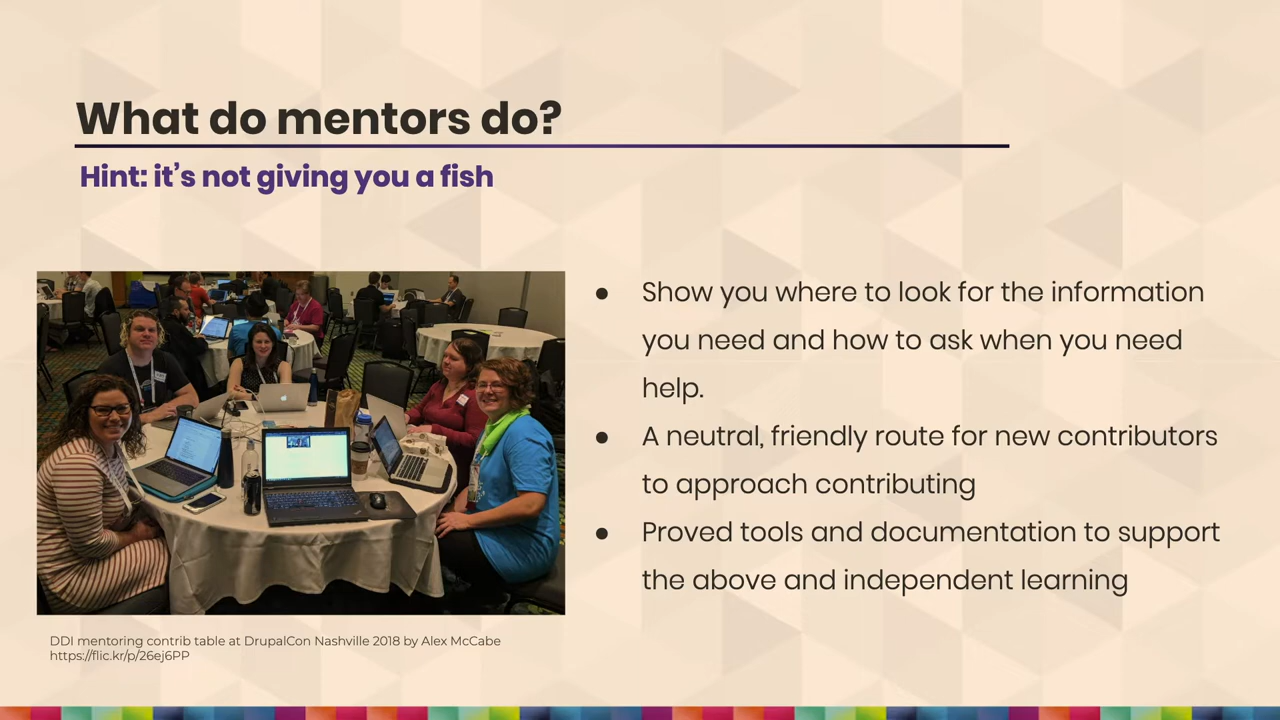 What do mentors do?
Hint: it’s not giving you a fish
● Show you where to look for the information
you need and how to ask when you need
help.
● A neutral, friendly route for new contributors
to approach contributing
● Proved tools and documentation to support
the above and independent learning
DDI mentoring contrib table at DrupalCon Nashville 2018 by Alex McCabe
https://flic.kr/p/26ej6PP